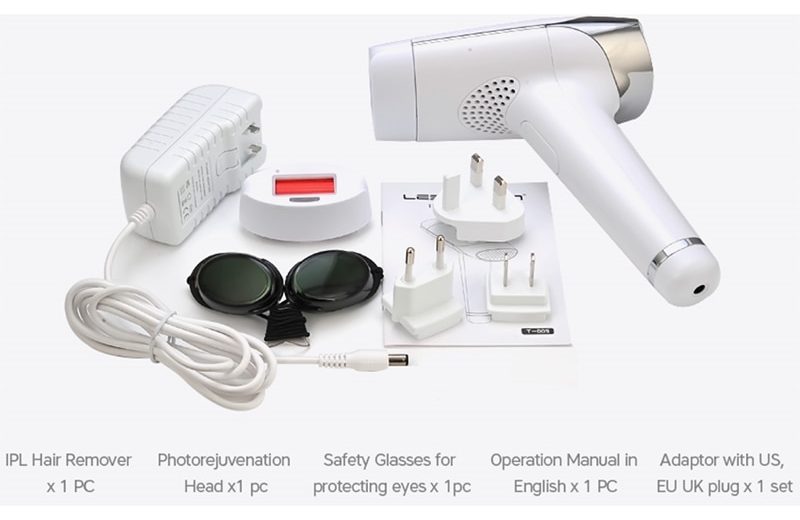 T-009
IPL Hair Remover
x 1 PC
Photorejuvenation
Head x1 pc
Safety Glasses for
protecting eyes x 1pc
Operation Manual in
English x 1 PC
Adaptor with US,
EU UK plug x 1 set